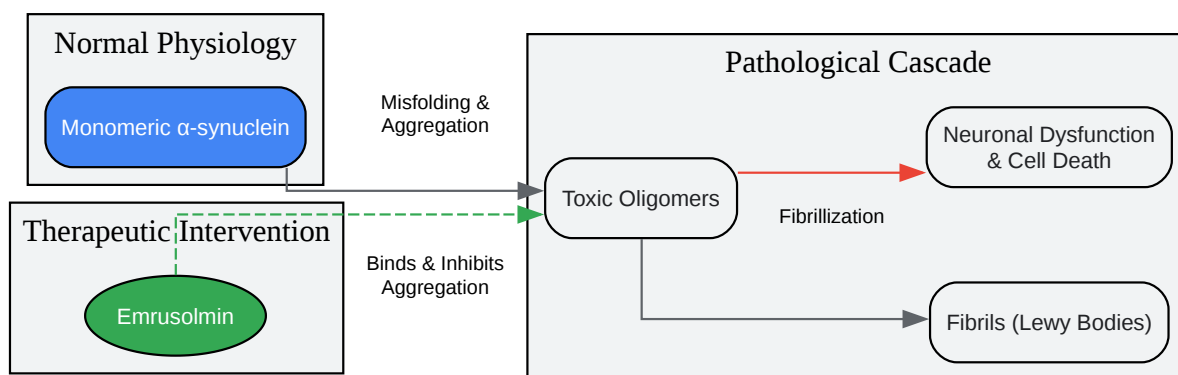 Normal Physiology
Monomeric α-synuclein
Therapeutic Intervention
Emrusolmin
Misfolding &
Aggregation
Binds & Inhibits
Aggregation
Pathological Cascade
Toxic Oligomers
Fibrillization
Neuronal Dysfunction
& Cell Death
Fibrils (Lewy Bodies)